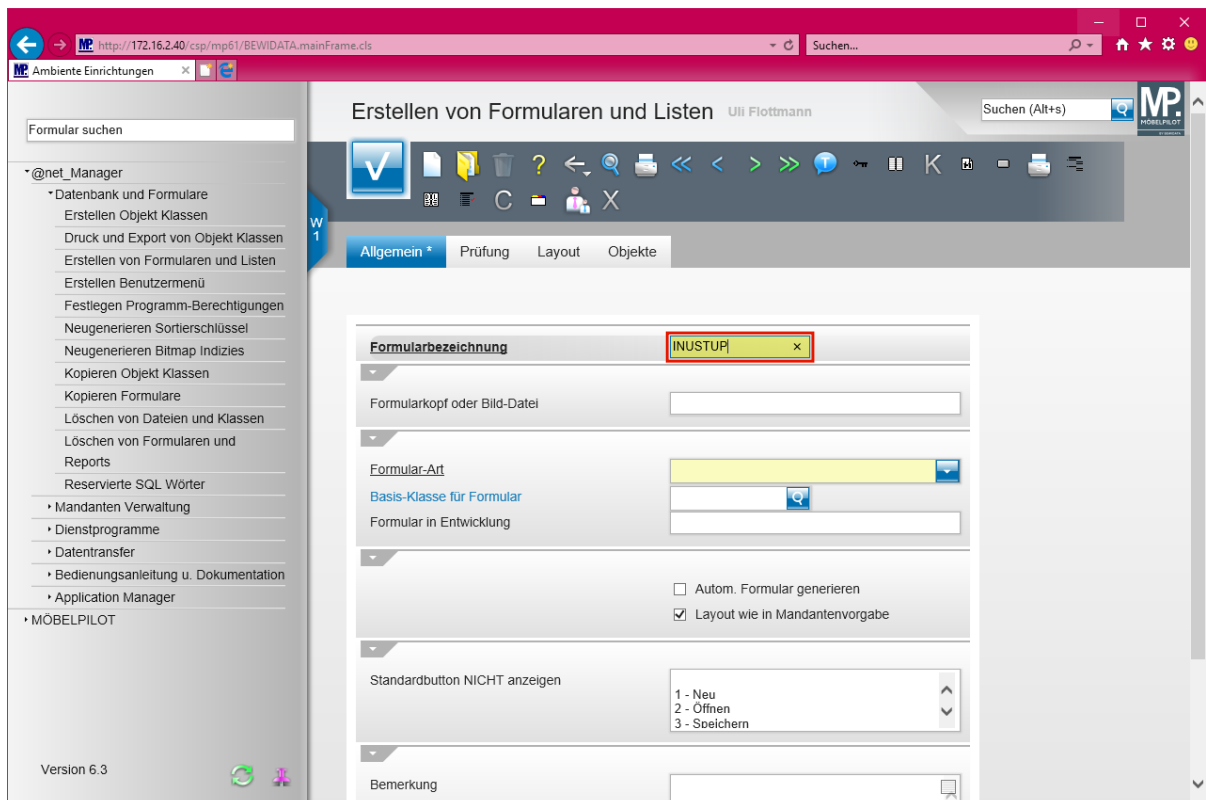 http://172.16.2.40/csp/mp61/BEWIDATA.mainFrame.cls
Suchen...
MP. Ambiente Einrichtungen
Formular suchen
@net_Manager
Datenbank und Formulare
Erstellen Objekt Klassen
Druck und Export von Objekt Klassen
Erstellen von Formularen und Listen
Erstellen Benutzermenü
Festlegen Programm-Berechtigungen
Neugenerieren Sortierschlüssel
Neugenerieren Bitmap Indizies
Kopieren Objekt Klassen
Kopieren Formulare
Löschen von Dateien und Klassen
Löschen von Formularen und
Reports
Reservierte SQL Wörter
Mandanten Verwaltung
Dienstprogramme
Datentransfer
Bedienungsanleitung u. Dokumentation
Application Manager
MÖBELPILOT
Version 6.3
W
1
Erstellen von Formularen und Listen Uli Flottmann
Suchen (Alt+s)
MP.
MÖBELPILOT
Allgemein * Prüfung Layout Objekte
Formularbezeichnung INUSTUP
Formularkopf oder Bild-Datei
Formular-Art
Basis-Klasse für Formular
Formular in Entwicklung
Autom. Formular generieren
Layout wie in Mandantenvorgabe
Standardbutton NICHT anzeigen
1 - Neu
2 - Öffnen
3 - Speichern
Bemerkung